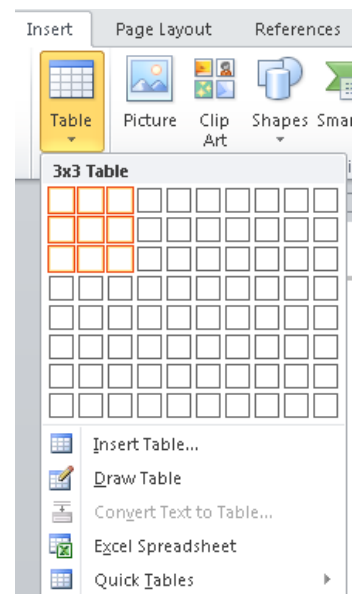 Insert Page Layout References
Table Picture Clip Art Shapes
3x3 Table
Insert Table...
Draw Table
Convert Text to Table...
Excel Spreadsheet
Quick Tables